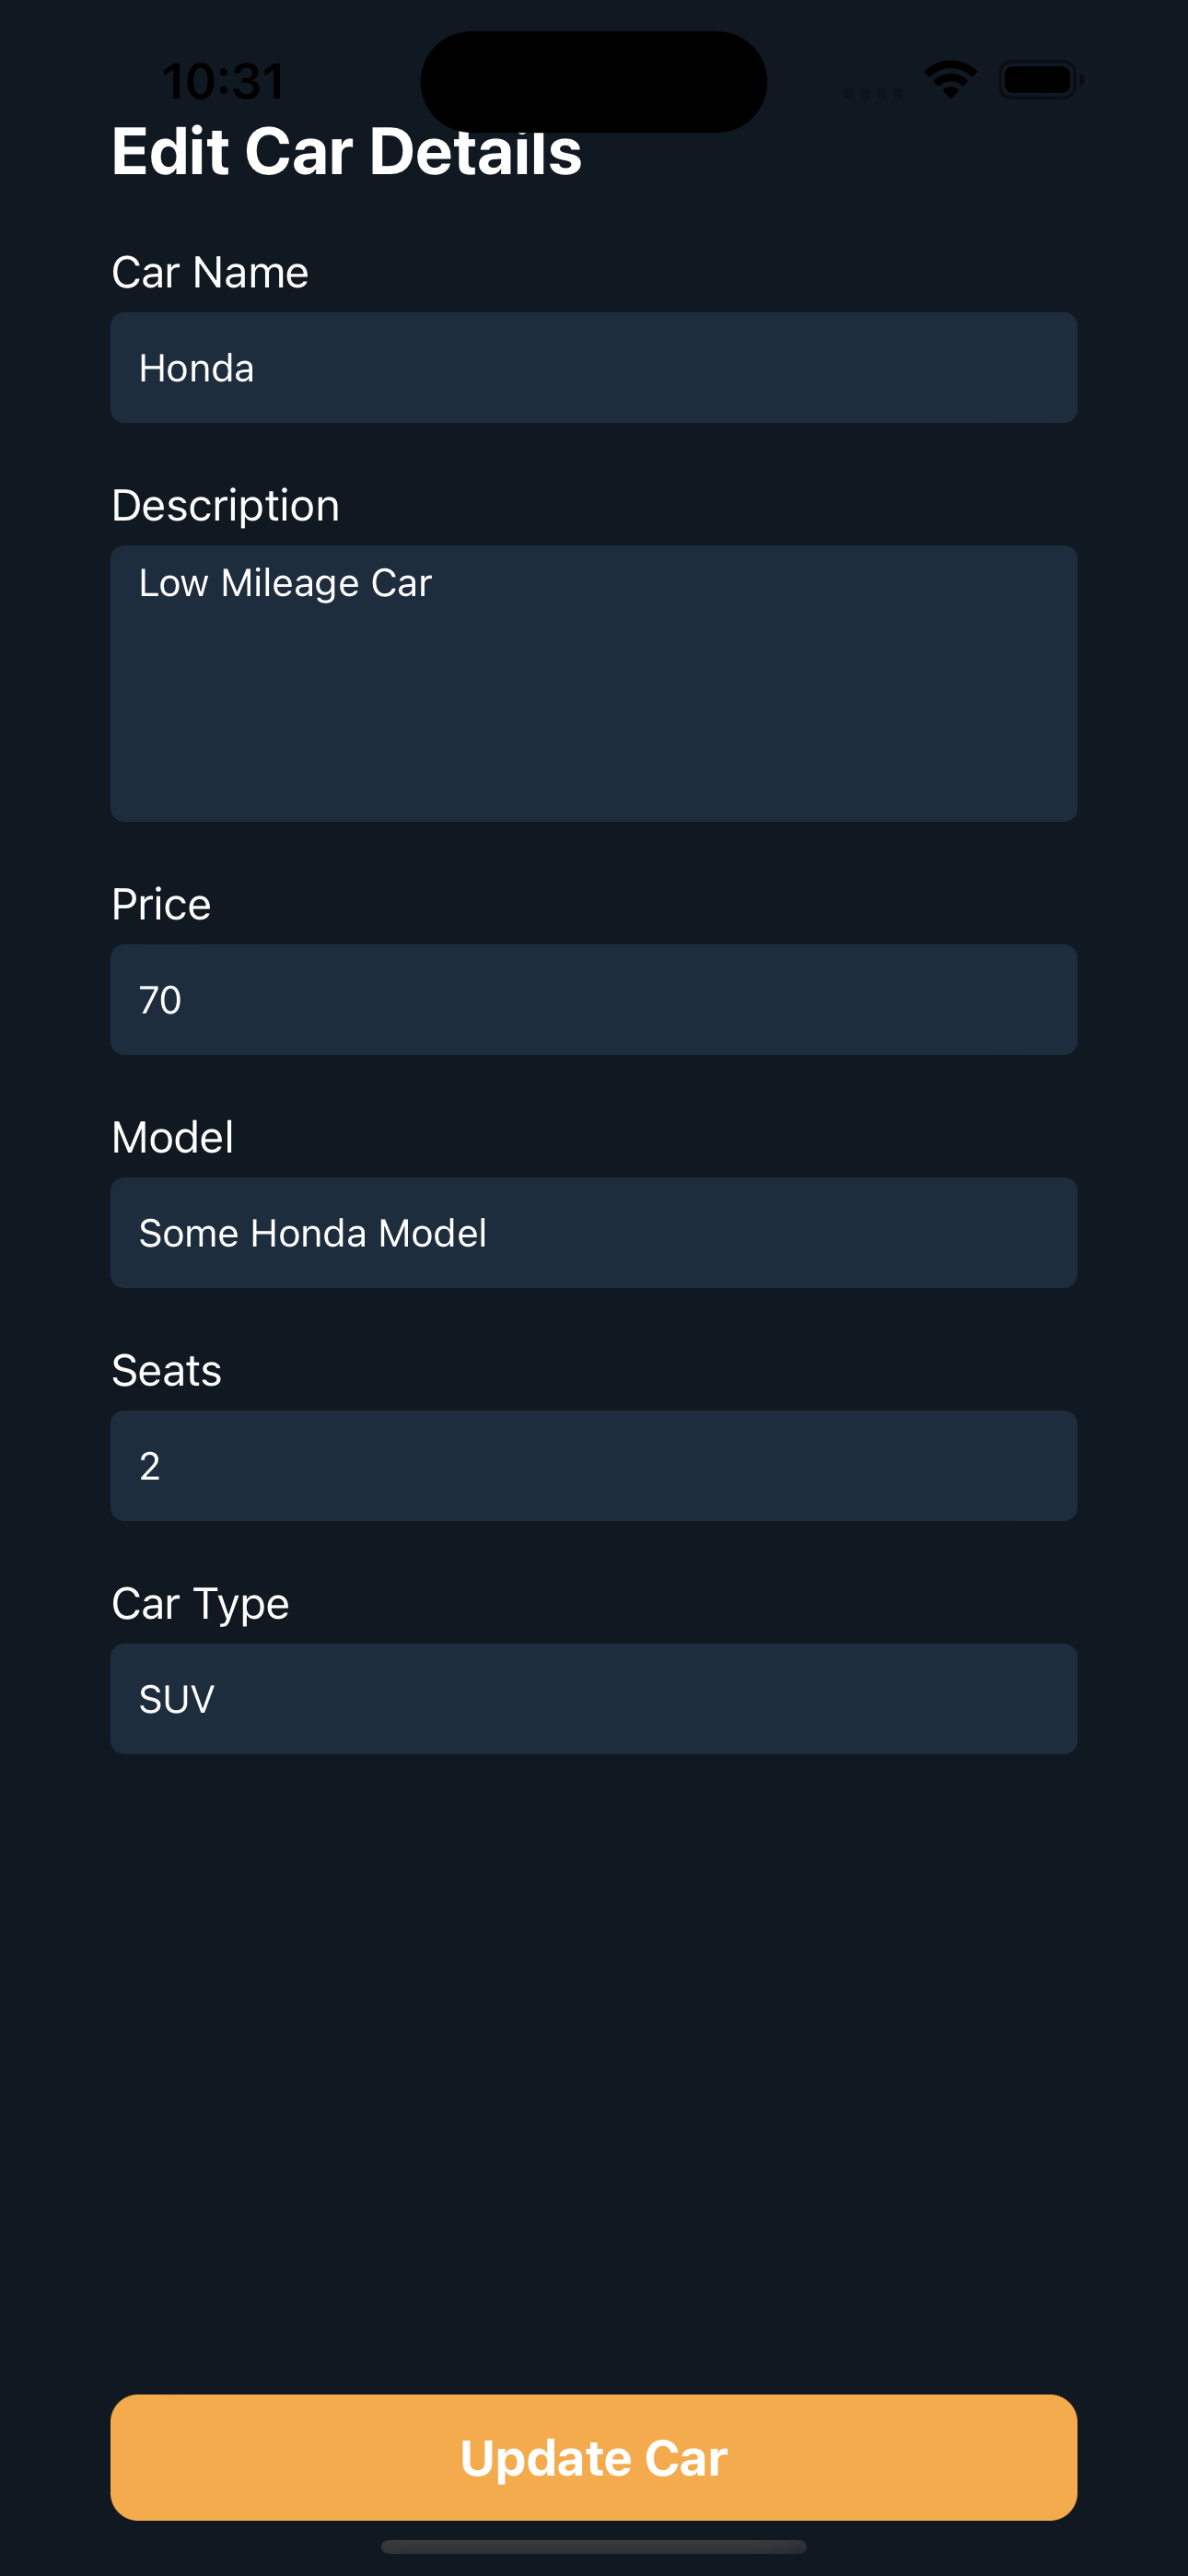 10:31
Edit Car Details
Car Name
Honda
Description
Low Mileage Car
Price
70
Model
Some Honda Model
Seats
2
Car Type
SUV
Update Car